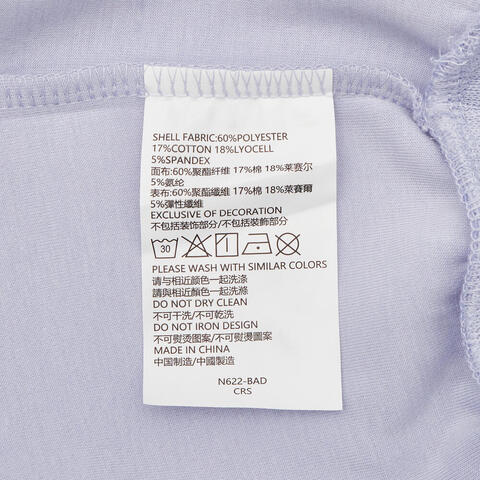 SHELL FABRIC:60%POLYESTER
17%COTTON 18%LYOCELL
5%SPANDEX
面布:60%聚酯纤维 17%棉 18%莱赛尔
5%氨纶
表布:60%聚酯纖維 17%棉 18%萊賽爾
5%彈性纖維
EXCLUSIVE OF DECORATION
不包括装饰部分/不包括裝飾部分
30
PLEASE WASH WITH SIMILAR COLORS
请与相近颜色一起洗涤
請與相近顏色一起洗滌
DO NOT DRY CLEAN
不可干洗/不可乾洗
DO NOT IRON DESIGN
不可熨烫图案/不可熨燙圖案
MADE IN CHINA
中国制造/中國製造
N622-BAD
CRS